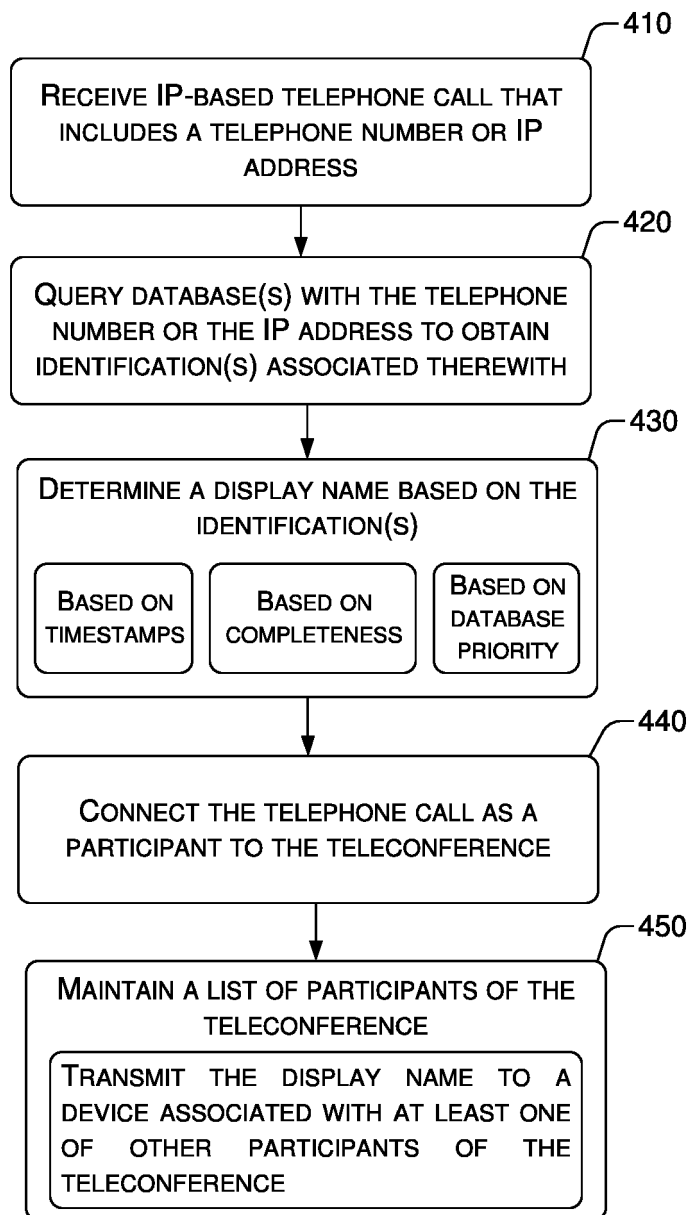 410
RECEIVE IP-BASED TELEPHONE CALL THAT
INCLUDES A TELEPHONE NUMBER OR IP
ADDRESS
420
QUERY DATABASE(S) WITH THE TELEPHONE
NUMBER OR THE IP ADDRESS TO OBTAIN
IDENTIFICATION(S) ASSOCIATED THEREWITH
430
DETERMINE A DISPLAY NAME BASED ON THE
IDENTIFICATION(S)
BASED ON
TIMESTAMPS
BASED ON
COMPLETENESS
BASED ON
DATABASE
PRIORITY
440
CONNECT THE TELEPHONE CALL AS A
PARTICIPANT TO THE TELECONFERENCE
450
MAINTAIN A LIST OF PARTICIPANTS OF THE
TELECONFERENCE
TRANSMIT THE DISPLAY NAME TO A
DEVICE ASSOCIATED WITH AT LEAST ONE
OF OTHER PARTICIPANTS OF THE
TELECONFERENCE